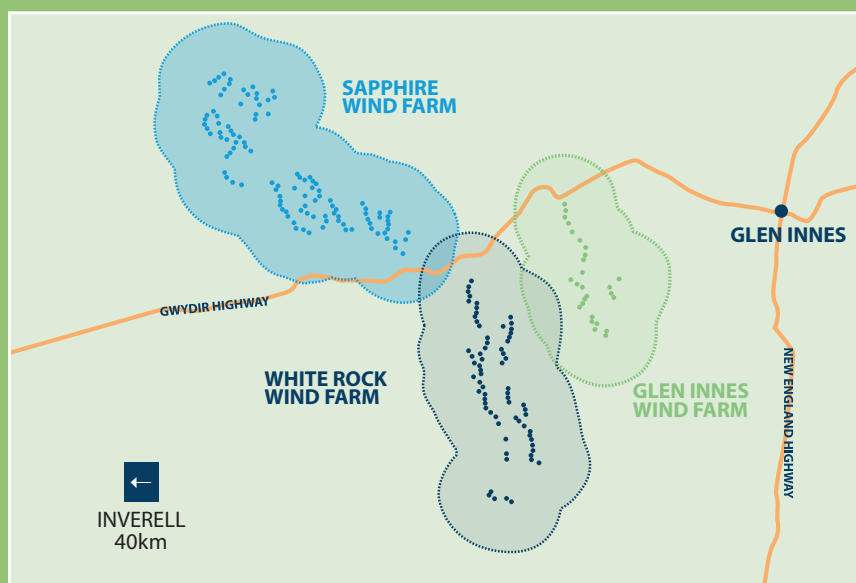 SAPPHIRE
WIND FARM
GLEN INNES
GWYDIR HIGHWAY
WHITE ROCK
WIND FARM
GLEN INNES
WIND FARM
NEW ENGLAND HIGHWAY
INVERELL
40km